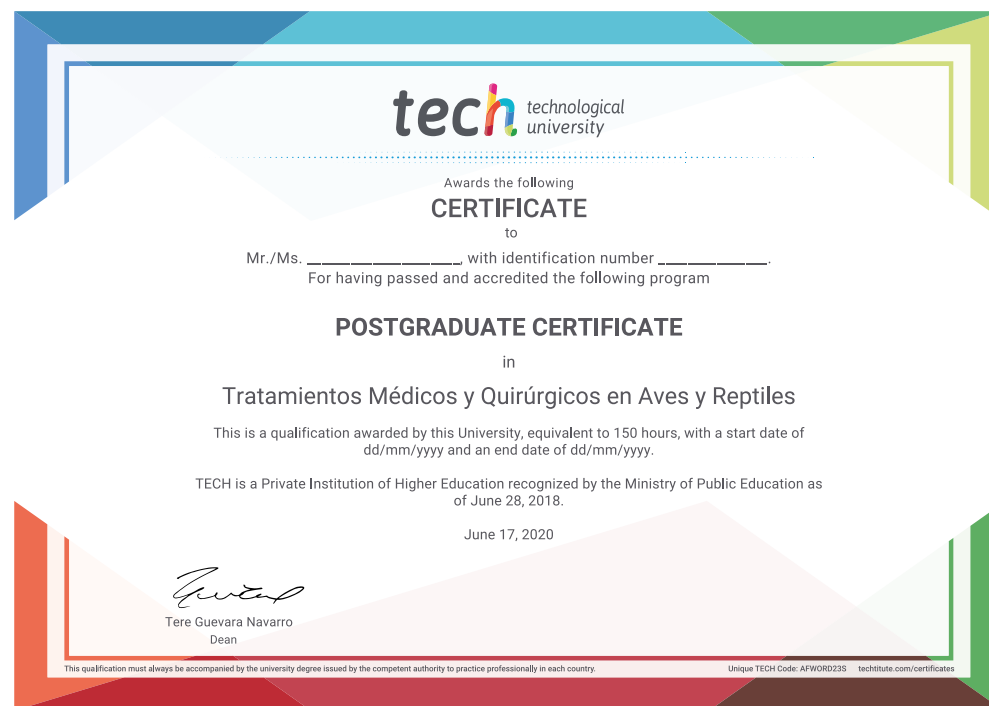 tech technological
university
Awards the following
CERTIFICATE
to
Mr./Ms. ____________________, with identification number ______________.
For having passed and accredited the following program
POSTGRADUATE CERTIFICATE
in
Tratamientos Médicos y Quirúrgicos en Aves y Reptiles
This is a qualification awarded by this University, equivalent to 150 hours, with a start date of
dd/mm/yyyy and an end date of dd/mm/yyyy.
TECH is a Private Institution of Higher Education recognized by the Ministry of Public Education as
of June 28, 2018.
June 17, 2020
Tere Guevara Navarro
Dean
This qualification must always be accompanied by the university degree issued by the competent authority to practice professionally in each country.
Unique TECH Code: AFWORD23S techtitute.com/certificates